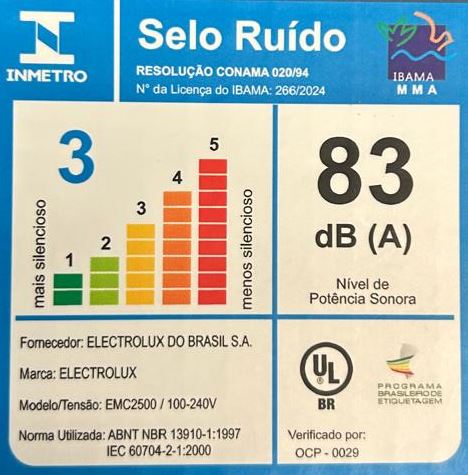 INMETRO
Selo Ruído
RESOLUÇÃO CONAMA 020/94
N° da Licença do IBAMA: 266/2024
IBAMA
MMA
3
mais silencioso
1
2
3
4
5
menos silencioso
83
dB (A)
Nível de
Potência Sonora
Fornecedor: ELECTROLUX DO BRASIL S.A.
Marca: ELECTROLUX
Modelo/Tensão: EMC2500 / 100-240V
Norma Utilizada: ABNT NBR 13910-1:1997
IEC 60704-2-1:2000
UL
BR
PROGRAMA
BRASILEIRO DE
ETIQUETAGEM
Verificado por:
OCP - 0029